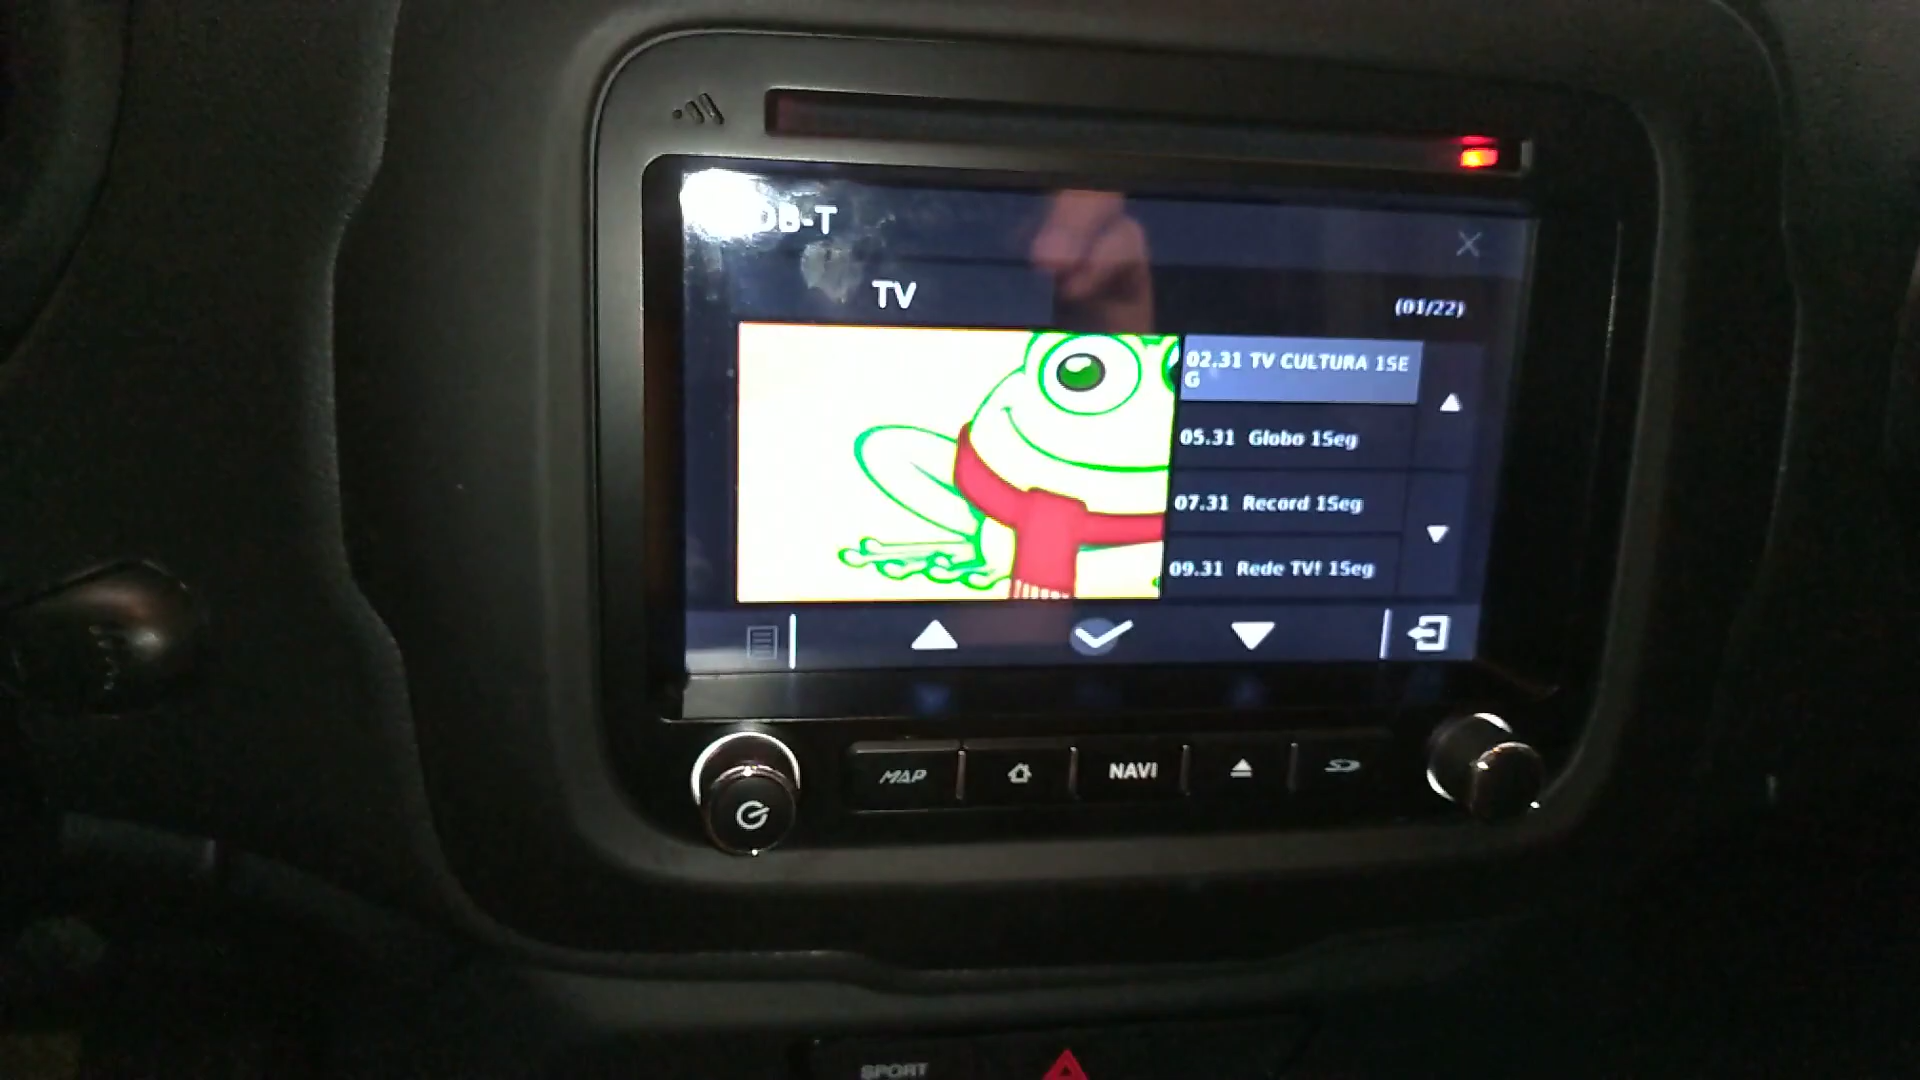 DB-T
TV
(01/22)
02.31 TV CULTURA 1SE
G
05.31 Globo 1Seg
07.31 Record 1Seg
09.31 Rede TV! 1Seg
MAP
NAVI
SPORT